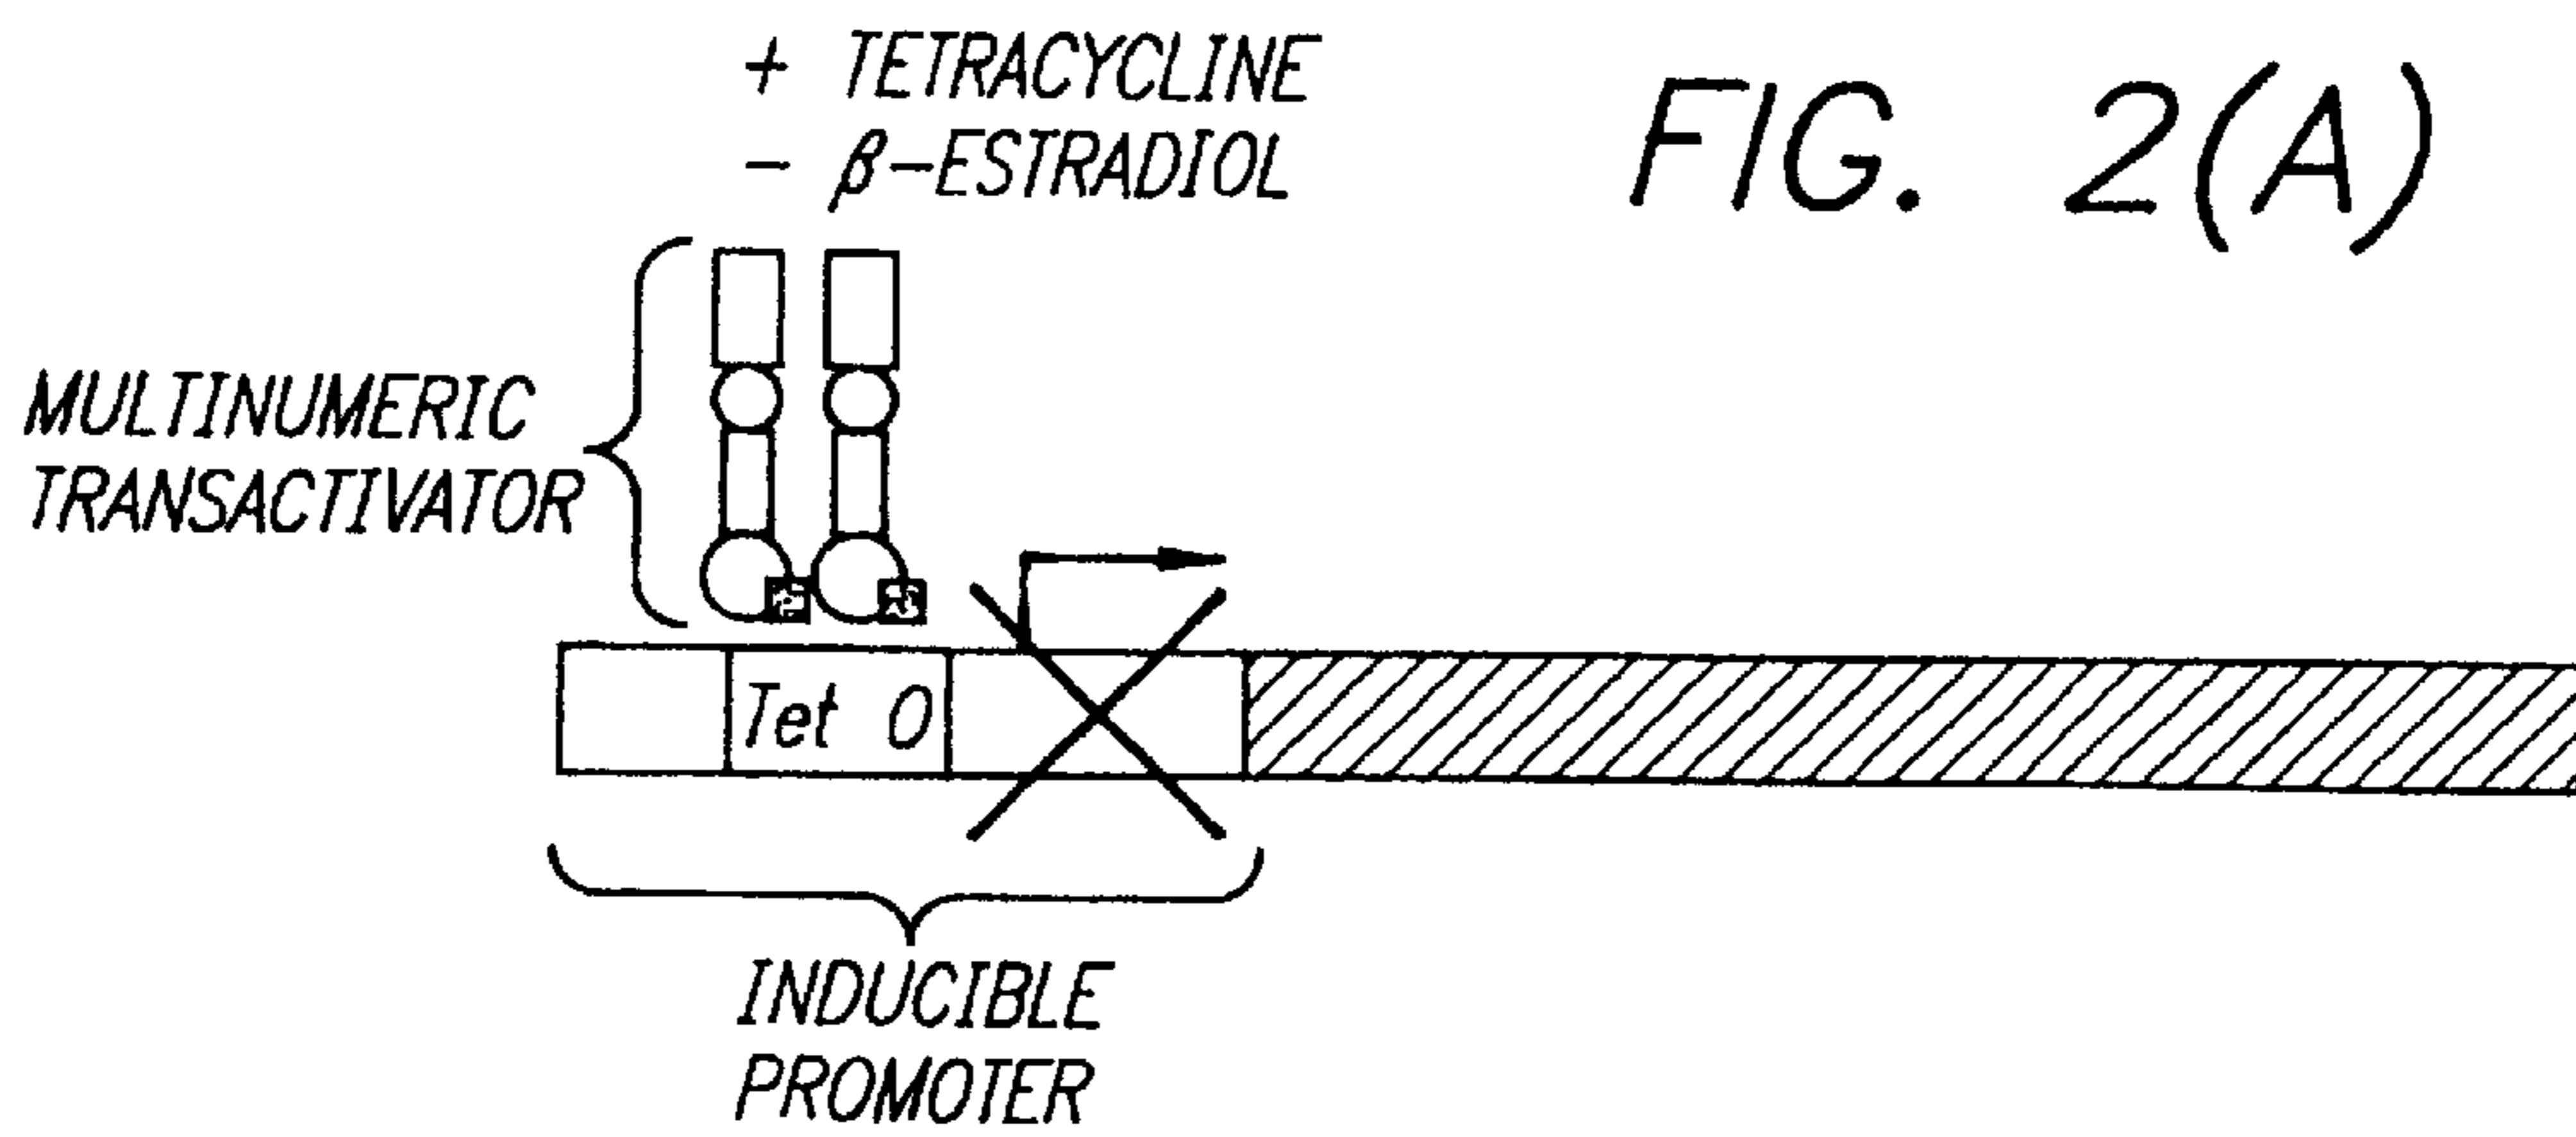 + TETRACYCLINE
- β-ESTRADIOL
FIG. 2(A)
MULTINUMERIC
TRANSACTIVATOR
Tet O
INDUCIBLE
PROMOTER